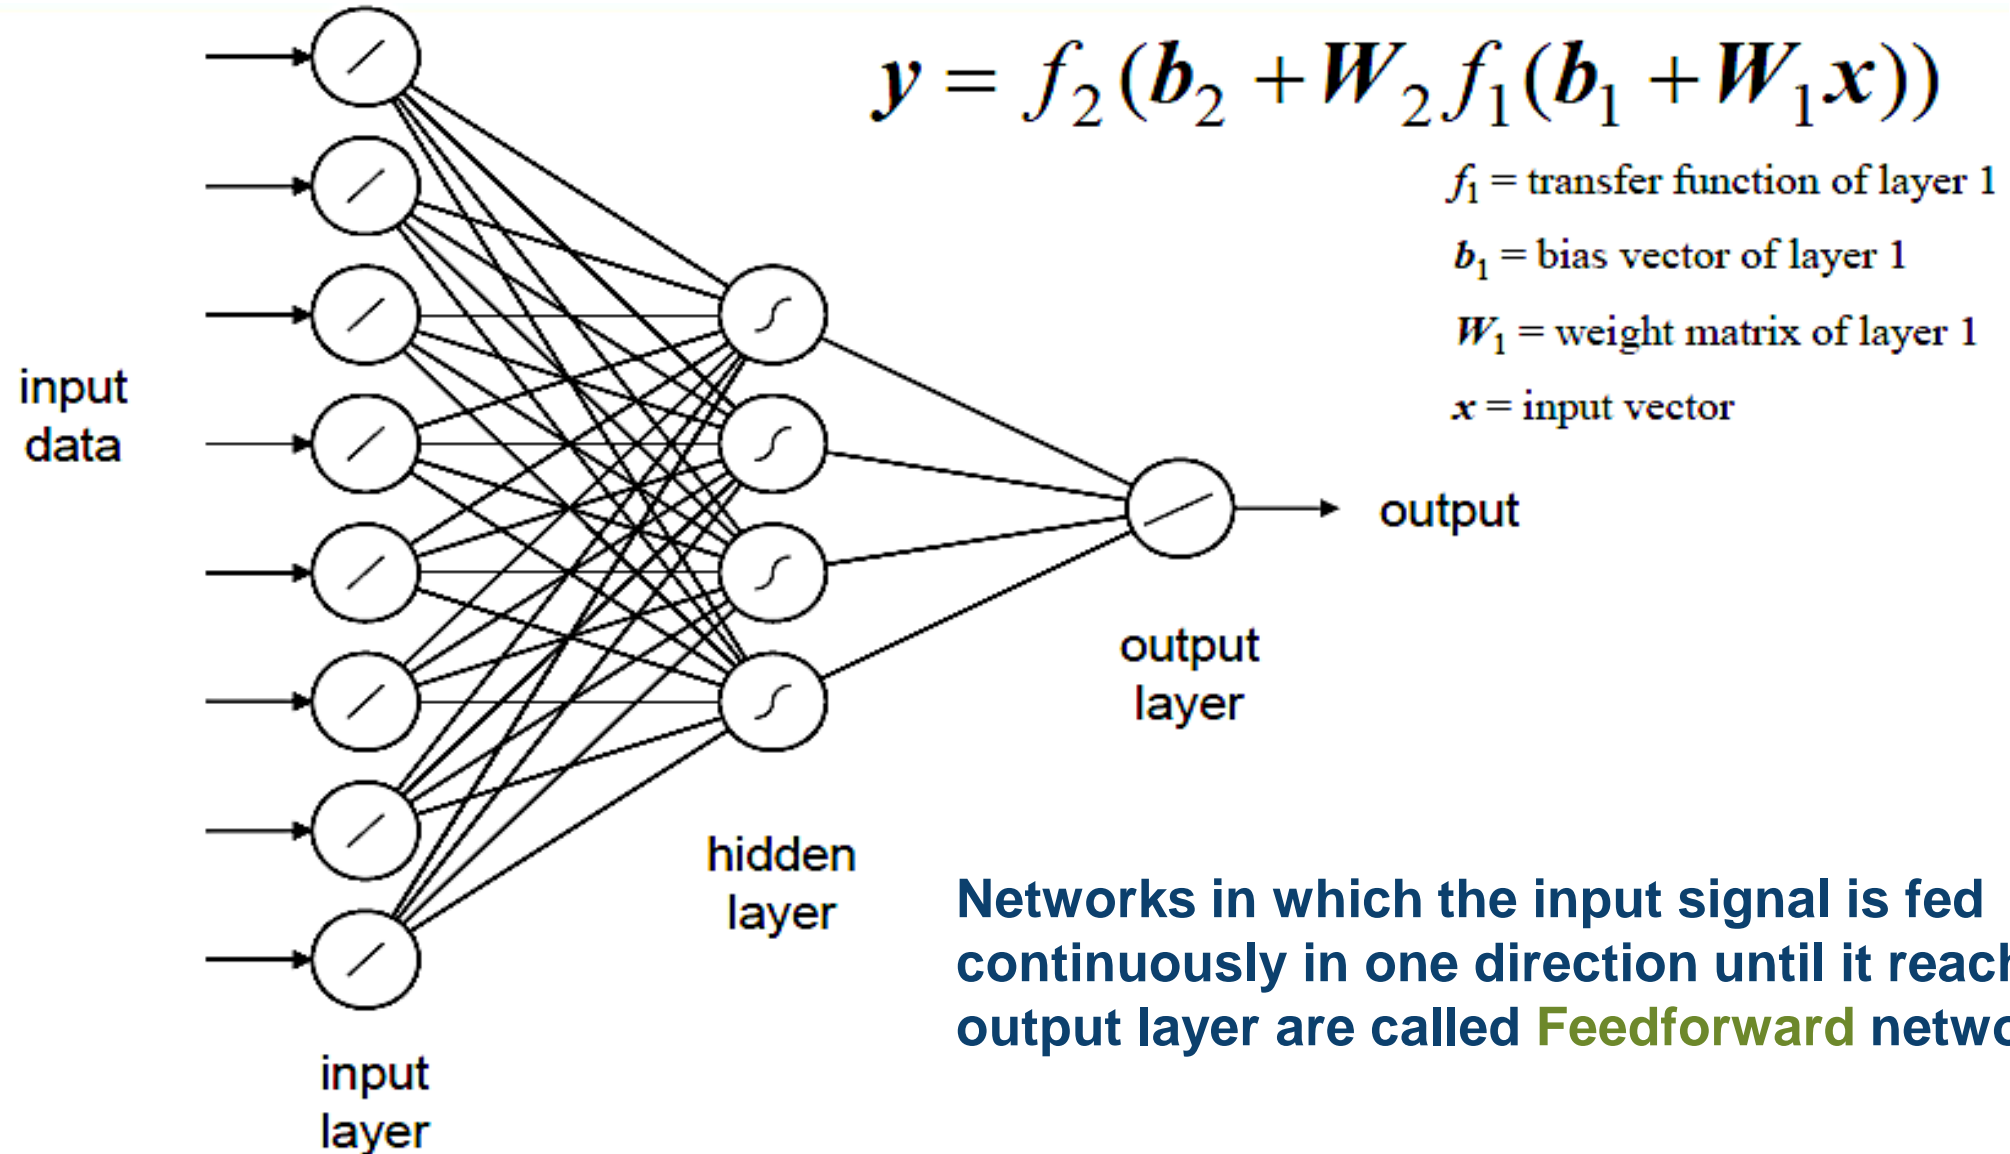 y = f₂(b₂ + W₂f₁(b₁ + W₁x))
f₁ = transfer function of layer 1
b₁ = bias vector of layer 1
W₁ = weight matrix of layer 1
x = input vector
input
data
output
output
layer
hidden
layer
Networks in which the input signal is fed
continuously in one direction until it
output layer are called Feedforward
input
layer